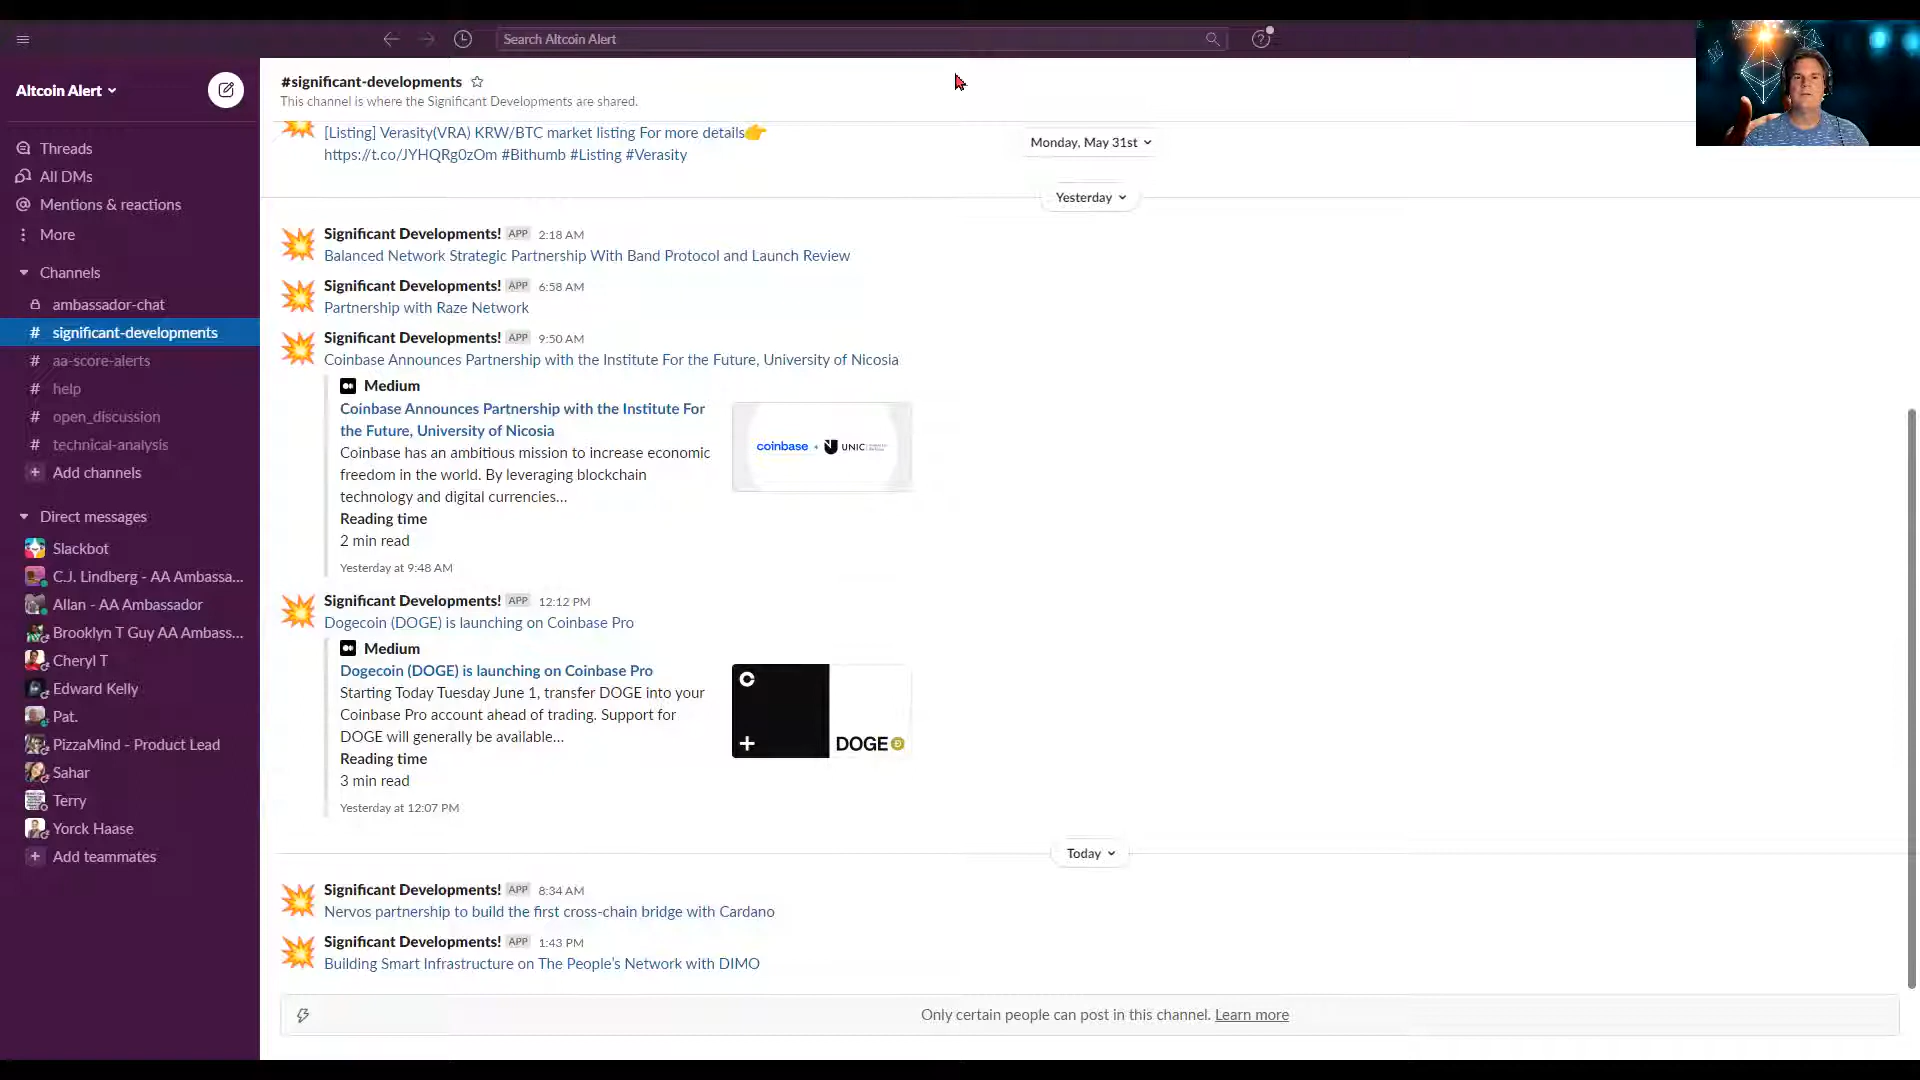 Search Altcoin Alert
Altcoin Alert
Threads
All DMs
Mentions & reactions
More
Channels
ambassador-chat
# significant-developments
# aa-score-alerts
# help
# open_discussion
# technical-analysis
+ Add channels
Direct messages
Slackbot
C.J. Lindberg - AA Ambassa...
Allan - AA Ambassador
Brooklyn T Guy AA Ambass...
Cheryl T
Edward Kelly
Pat.
PizzaMind - Product Lead
Sahar
Terry
Yorck Haase
+ Add teammates
#significant-developments
This channel is where the Significant Developments are shared.
Monday, May 31st
[Listing] Verasity(VRA) KRW/BTC market listing For more details👉
https://t.co/JYHQRg0zOm #Bithumb #Listing #Verasity
Yesterday
Significant Developments! APP 2:18 AM
Balanced Network Strategic Partnership With Band Protocol and Launch Review
Significant Developments! APP 6:58 AM
Partnership with Raze Network
Significant Developments! APP 9:50 AM
Coinbase Announces Partnership with the Institute For the Future, University of Nicosia
Medium
Coinbase Announces Partnership with the Institute For
the Future, University of Nicosia
Coinbase has an ambitious mission to increase economic
freedom in the world. By leveraging blockchain
technology and digital currencies...
Reading time
2 min read
coinbase + UNIC
Yesterday at 9:48 AM
Significant Developments! APP 12:12 PM
Dogecoin (DOGE) is launching on Coinbase Pro
Medium
Dogecoin (DOGE) is launching on Coinbase Pro
Starting Today Tuesday June 1, transfer DOGE into your
Coinbase Pro account ahead of trading. Support for
DOGE will generally be available...
Reading time
3 min read
DOGE
Yesterday at 12:07 PM
Today
Significant Developments! APP 8:34 AM
Nervos partnership to build the first cross-chain bridge with Cardano
Significant Developments! APP 1:43 PM
Building Smart Infrastructure on The People's Network with DIMO
Only certain people can post in this channel. Learn more